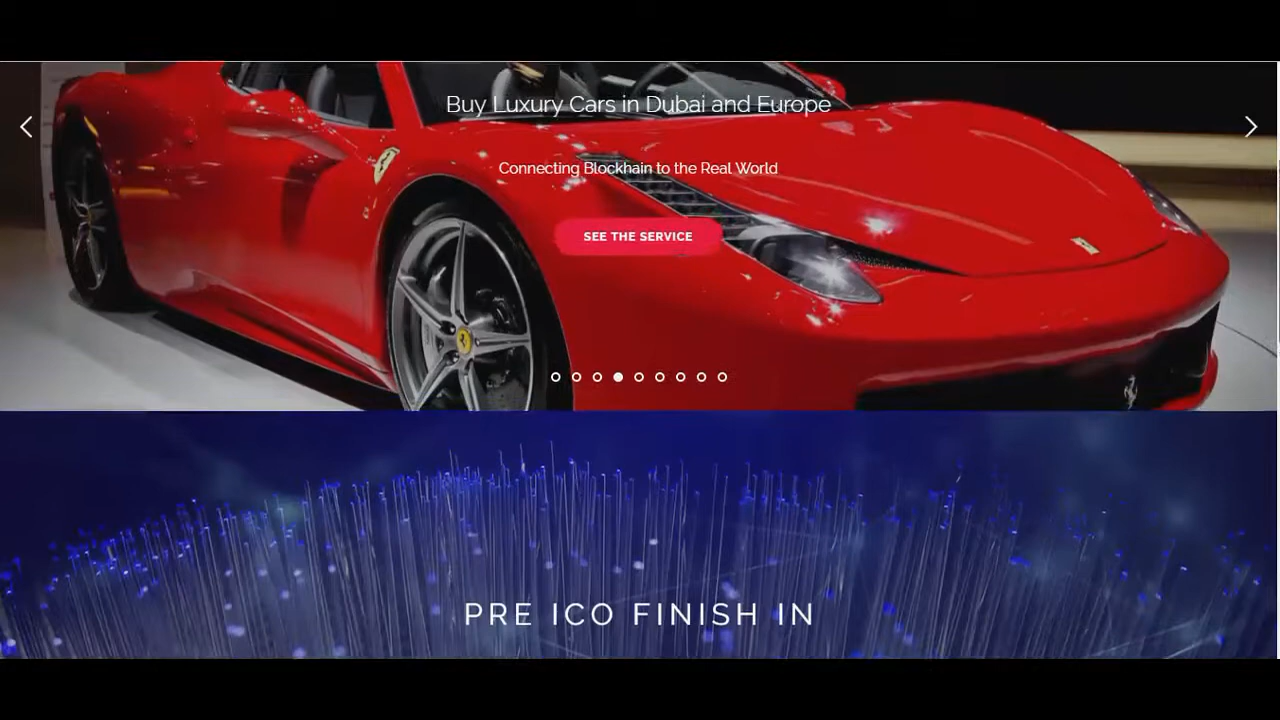 Buy Luxury Cars in Dubai and Europe
Connecting Blockhain to the Real World
SEE THE SERVICE
PRE ICO FINISH IN